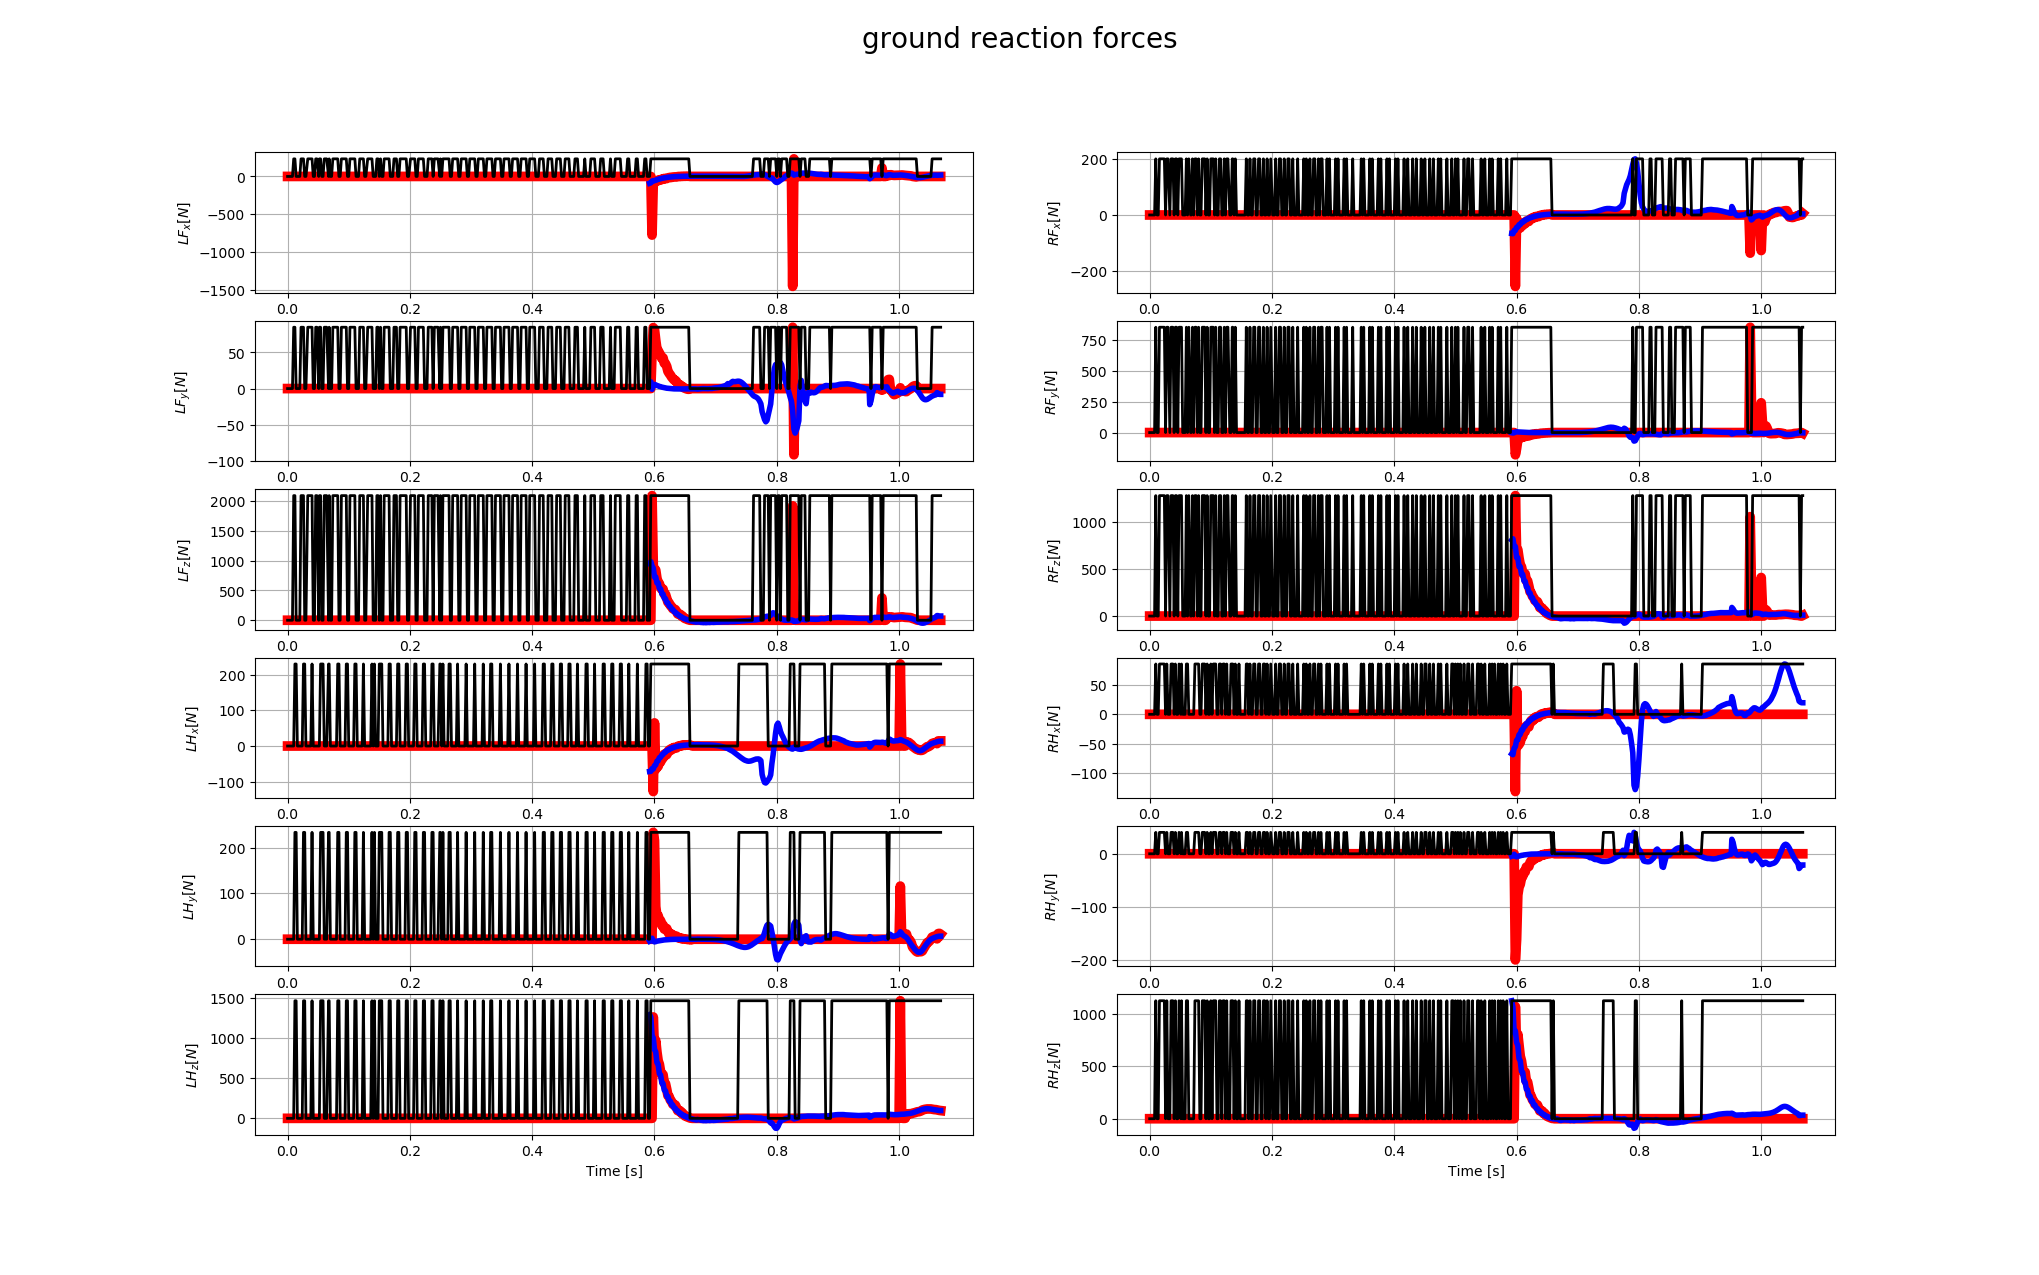 ground reaction forces
LF_x[N]
0
−500
−1000
−1500
0.0 0.2 0.4 0.6 0.8 1.0
RF_x[N]
200
0
−200
0.0 0.2 0.4 0.6 0.8 1.0
LF_y[N]
50
0
−50
−100
0.0 0.2 0.4 0.6 0.8 1.0
RF_y[N]
750
500
250
0
0.0 0.2 0.4 0.6 0.8 1.0
LF_z[N]
2000
1500
1000
500
0
0.0 0.2 0.4 0.6 0.8 1.0
RF_z[N]
1000
500
0
0.0 0.2 0.4 0.6 0.8 1.0
LH_x[N]
200
100
0
−100
0.0 0.2 0.4 0.6 0.8 1.0
RH_x[N]
50
0
−50
−100
0.0 0.2 0.4 0.6 0.8 1.0
LH_y[N]
200
100
0
0.0 0.2 0.4 0.6 0.8 1.0
RH_y[N]
0
−100
−200
0.0 0.2 0.4 0.6 0.8 1.0
LH_z[N]
1500
1000
500
0
0.0 0.2 0.4 0.6 0.8 1.0
Time [s]
RH_z[N]
1000
500
0
0.0 0.2 0.4 0.6 0.8 1.0
Time [s]